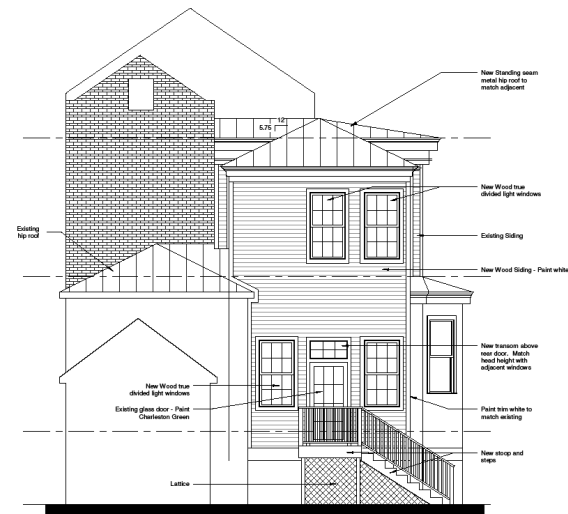 New Standing seam
metal hip roof to
match adjacent
12
5.75
New Wood true
divided light windows
Existing
hip roof
Existing Siding
New Wood Siding - Paint white
New transom above
rear door. Match
head height with
adjacent windows
New Wood true
divided light windows
Existing glass door - Paint
Charleston Green
Paint trim white to
match existing
New stoop and
steps
Lattice